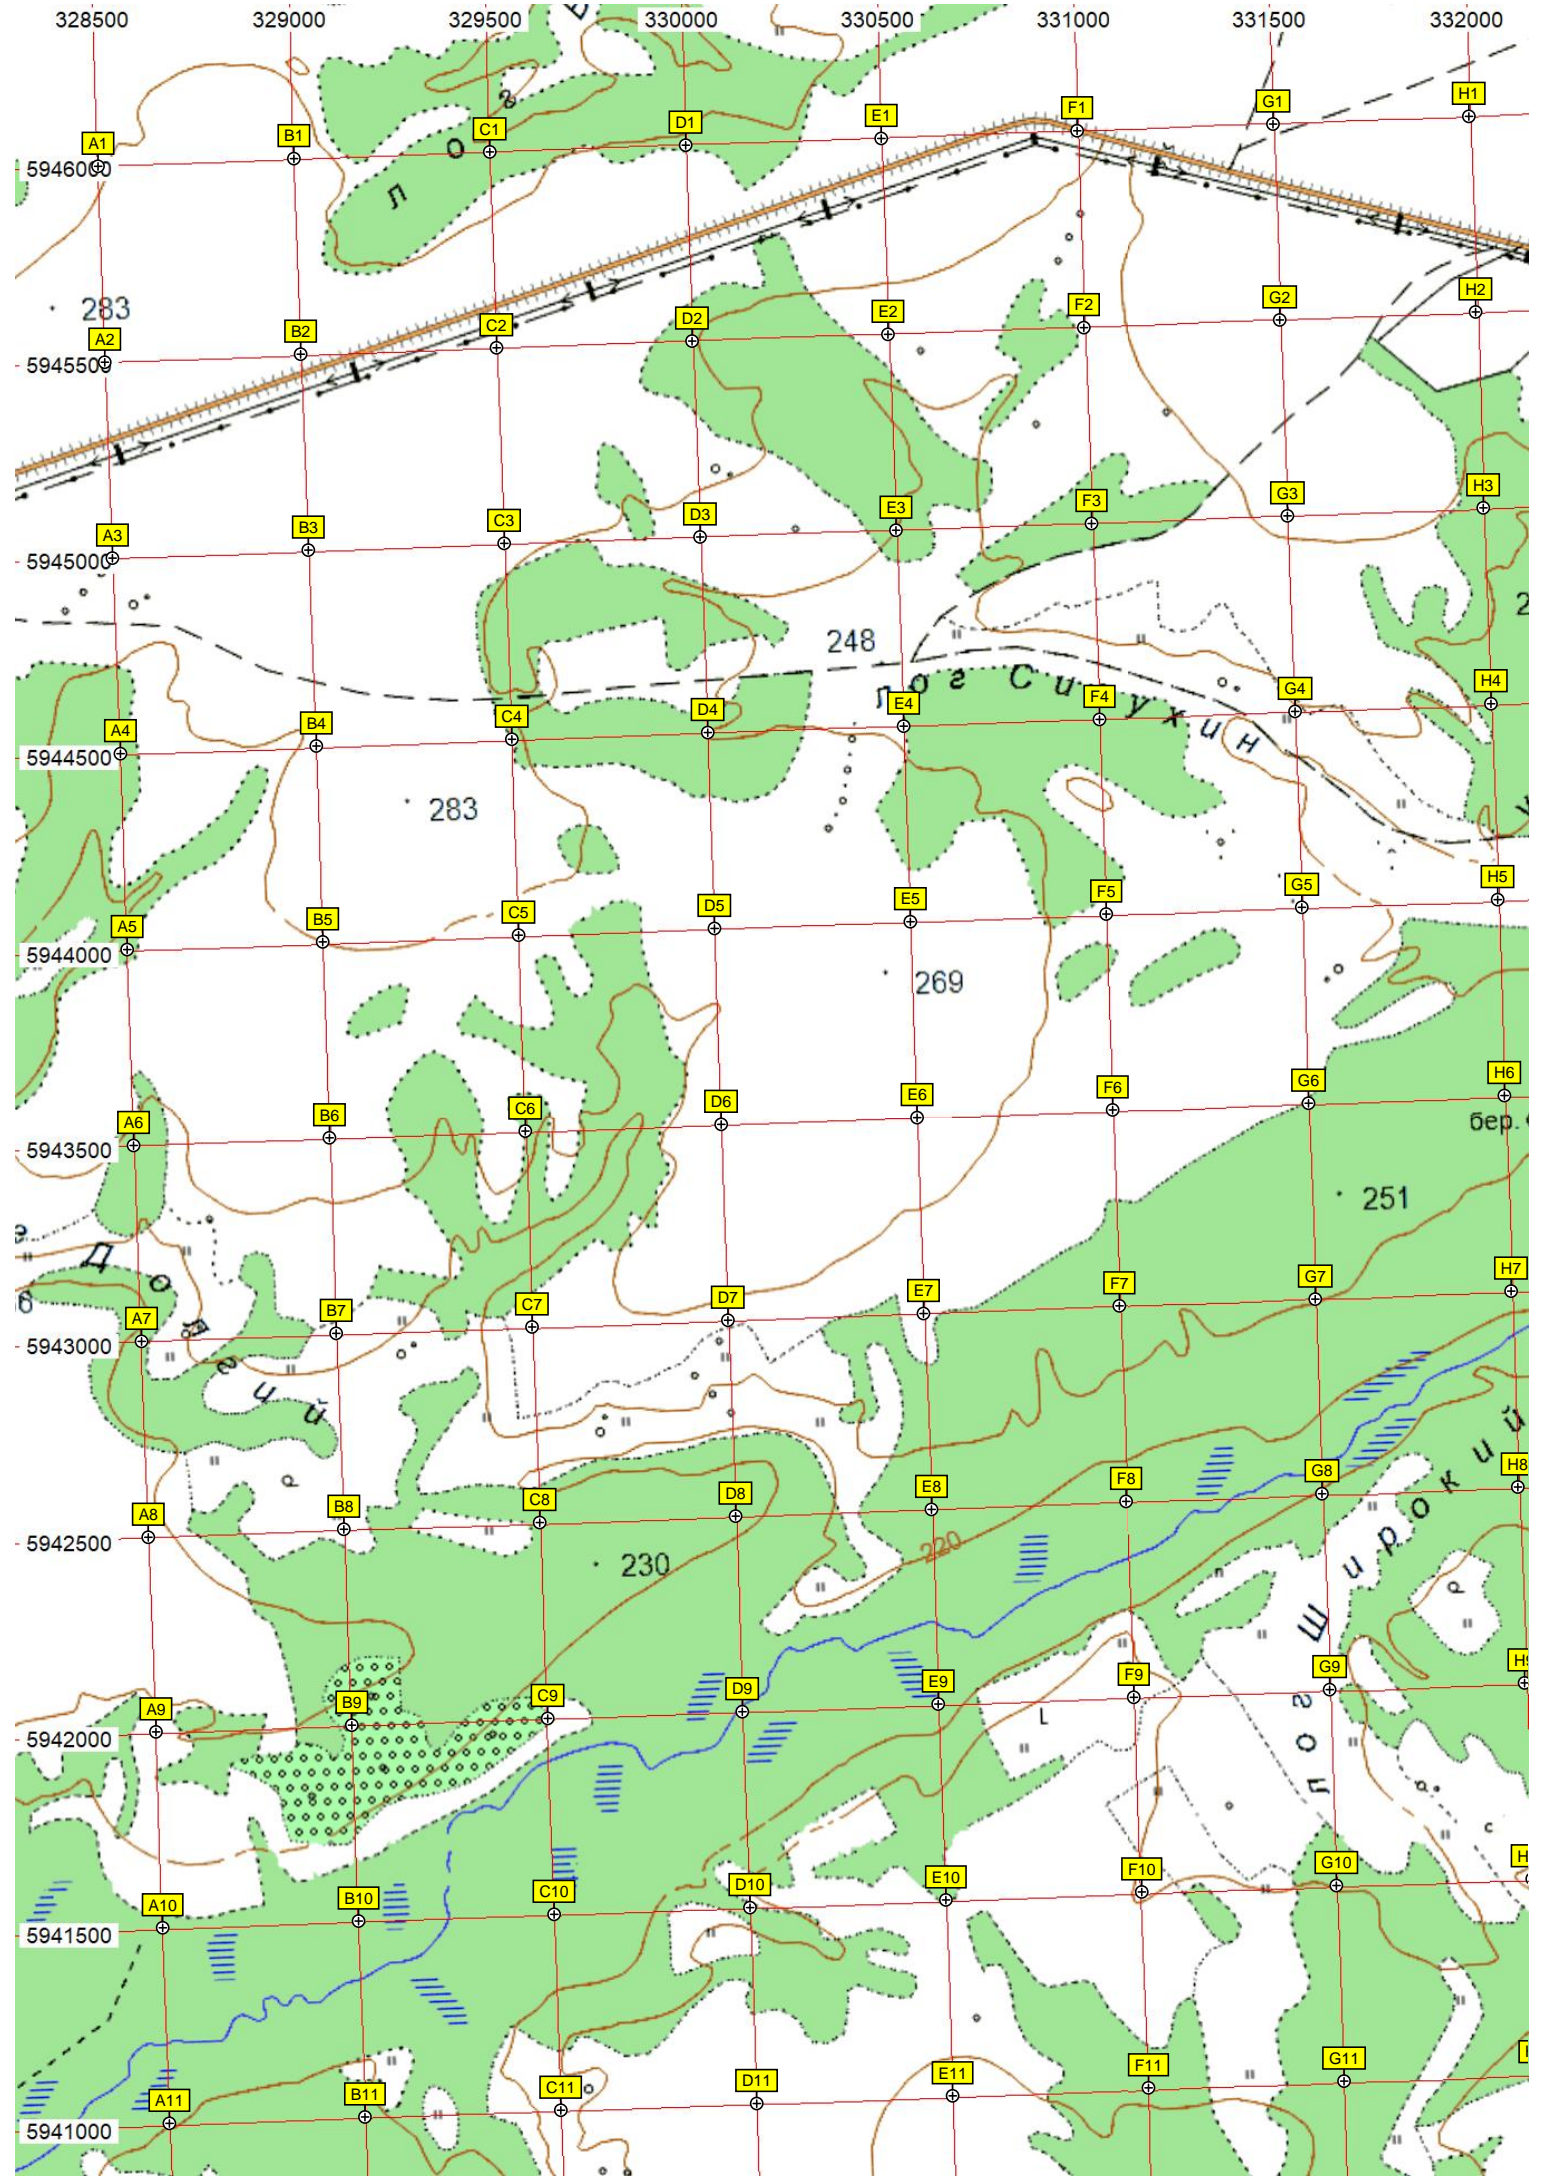 328500 329000 329500 330000 330500 331000 331500 332000
A1 B1 C1 D1 E1 F1 G1 H1
5946000
лог
283
A2 B2 C2 D2 E2 F2 G2 H2
5945500
A3 B3 C3 D3 E3 F3 G3 H3
5945000
248
лог Сиухин
A4 B4 C4 D4 E4 F4 G4 H4
5944500
283
A5 B5 C5 D5 E5 F5 G5 H5
5944000
269
A6 B6 C6 D6 E6 F6 G6 H6
бер.
5943500
251
Долгий
A7 B7 C7 D7 E7 F7 G7 H7
5943000
A8 B8 C8 D8 E8 F8 G8 H8
5942500
230
220
лог Широкий
A9 B9 C9 D9 E9 F9 G9 H9
5942000
A10 B10 C10 D10 E10 F10 G10 H
5941500
A11 B11 C11 D11 E11 F11 G11
5941000